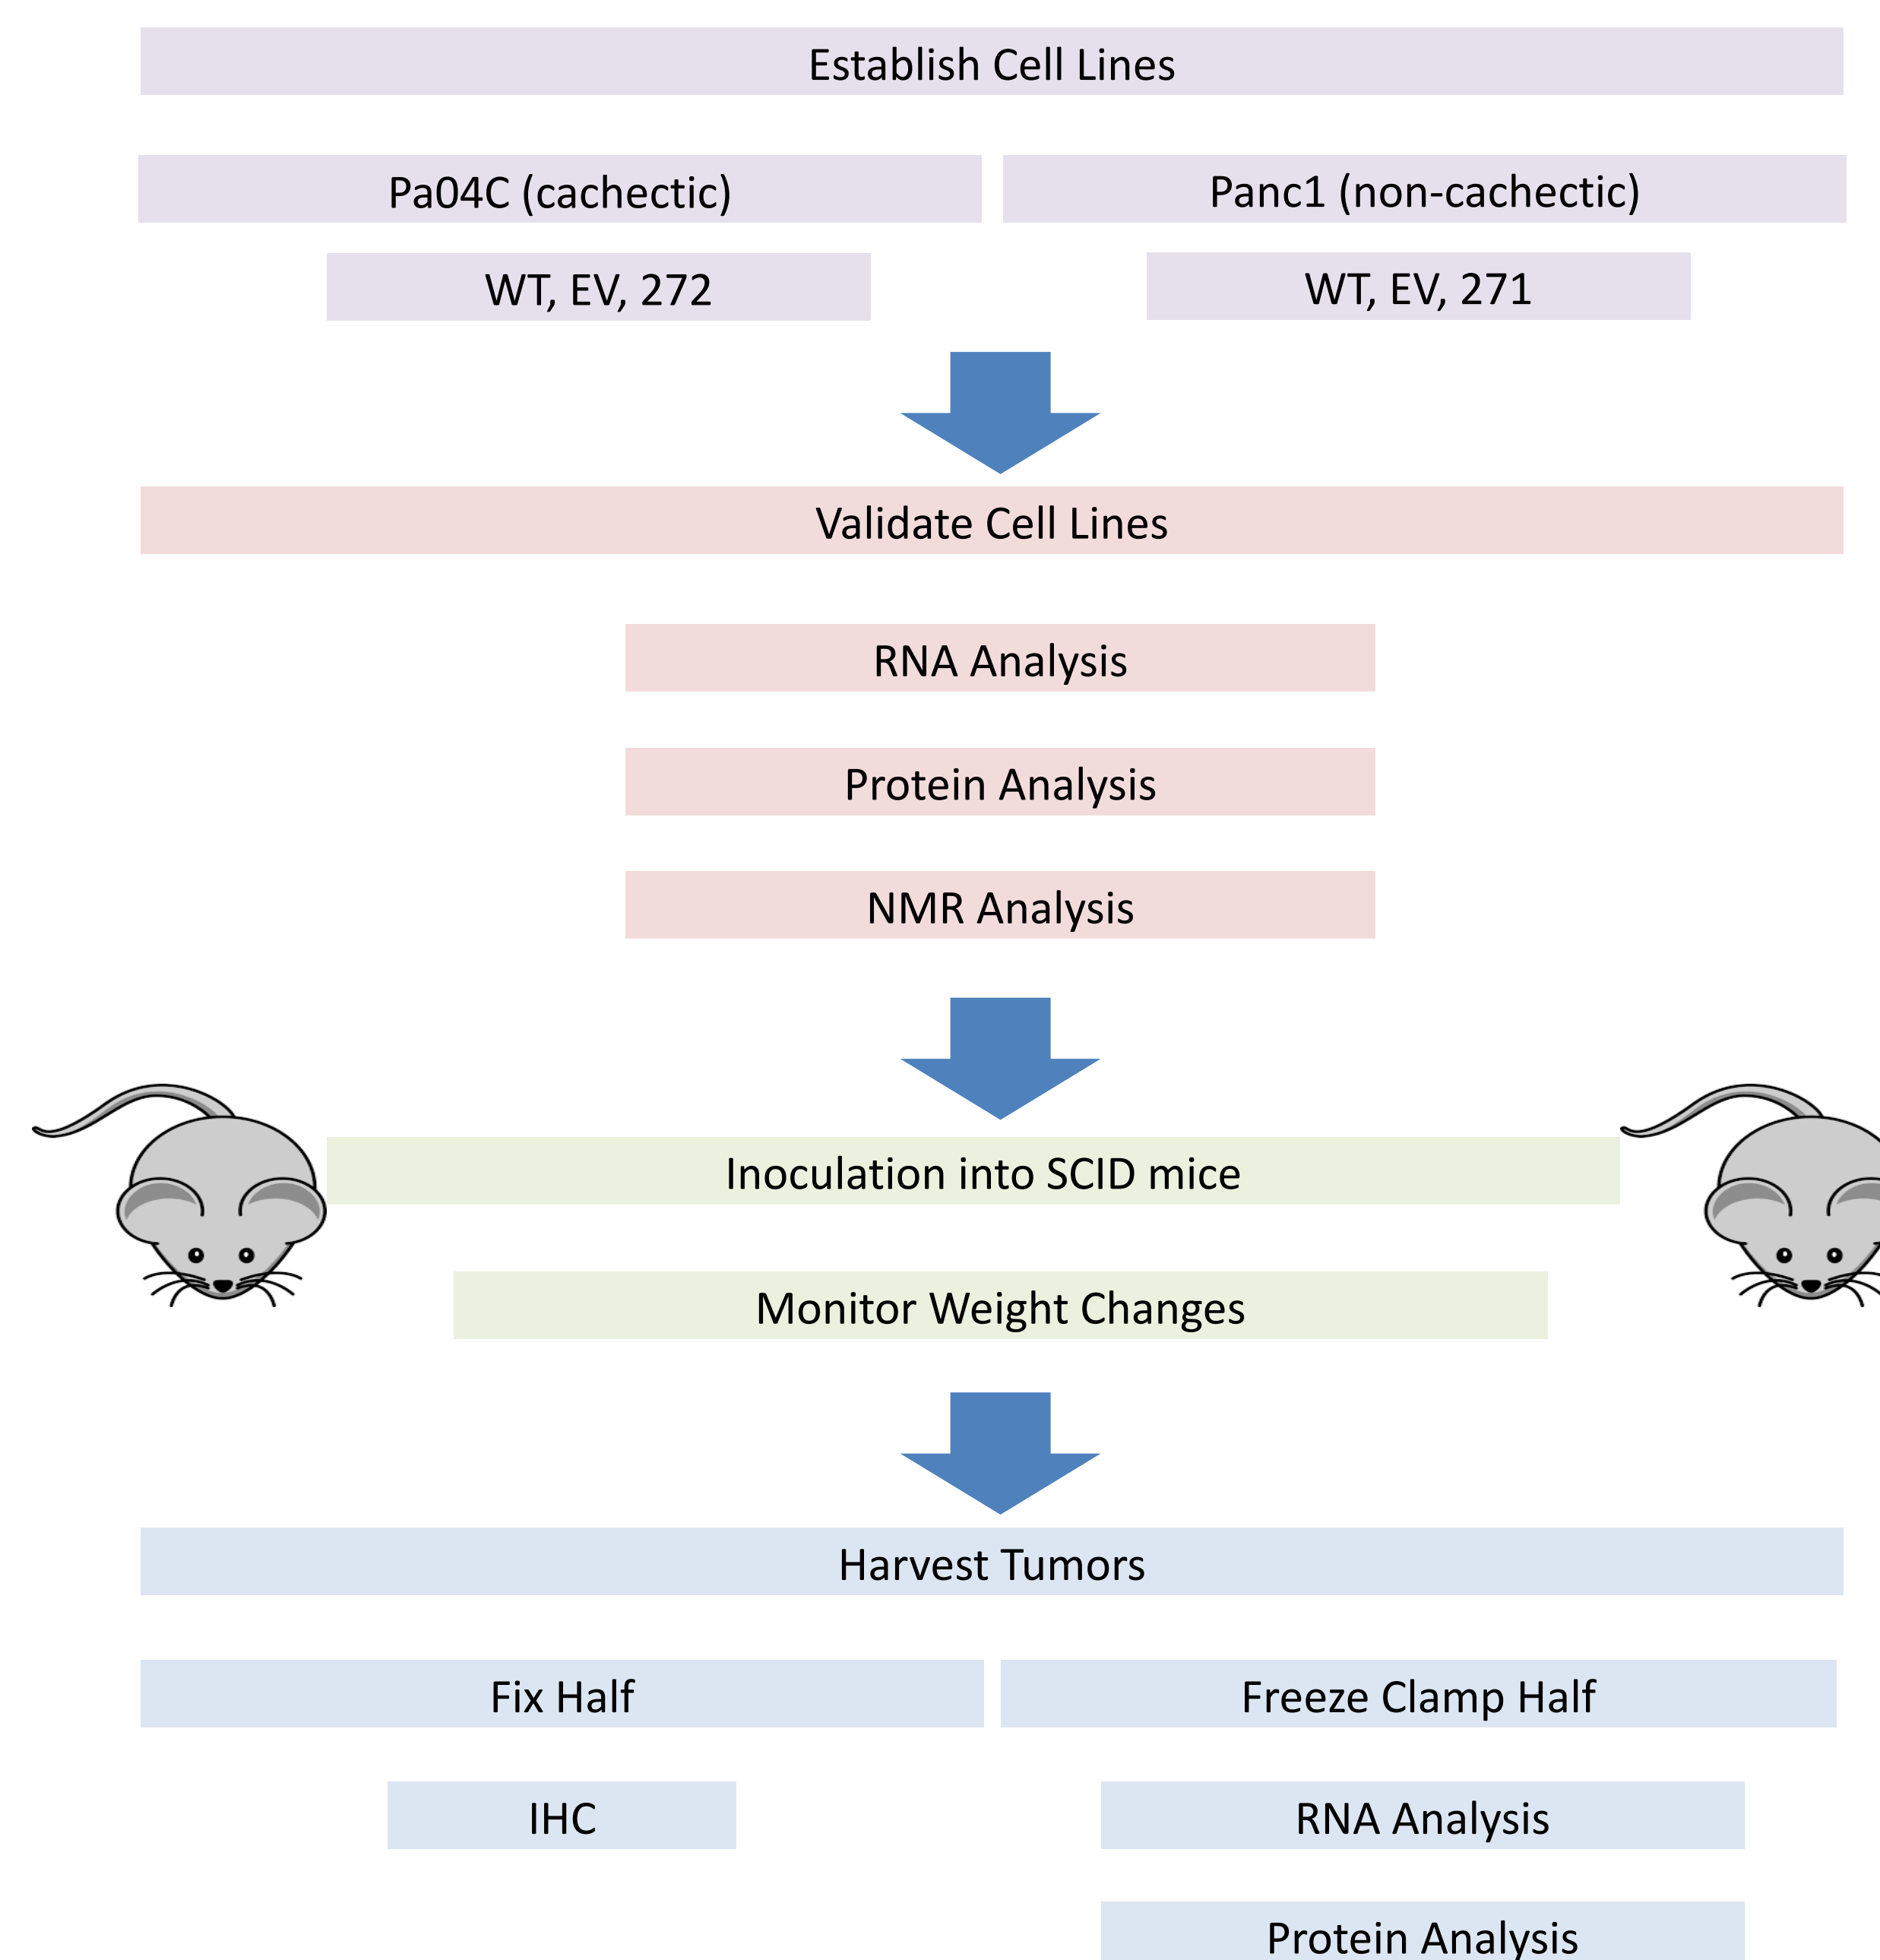 Establish Cell Lines
Pa04C (cachectic)
Panc1 (non-cachectic)
WT, EV, 272
WT, EV, 271
Validate Cell Lines
RNA Analysis
Protein Analysis
NMR Analysis
Inoculation into SCID mice
Monitor Weight Changes
Harvest Tumors
Fix Half
Freeze Clamp Half
IHC
RNA Analysis
Protein Analysis